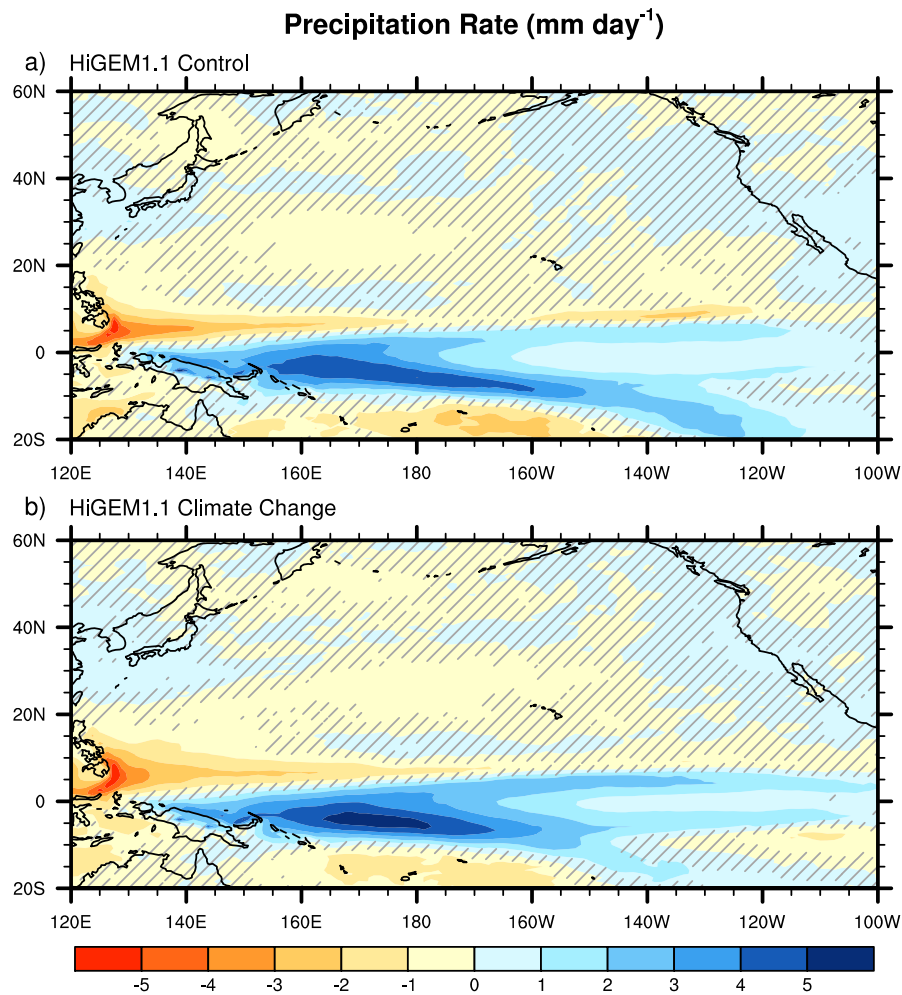 Precipitation Rate (mm day-1)
a) HiGEM1.1 Control
60N
40N
20N
0
20S
120E 140E 160E 180 160W 140W 120W 100W
b) HiGEM1.1 Climate Change
60N
40N
20N
0
20S
120E 140E 160E 180 160W 140W 120W 100W
-5 -4 -3 -2 -1 0 1 2 3 4 5